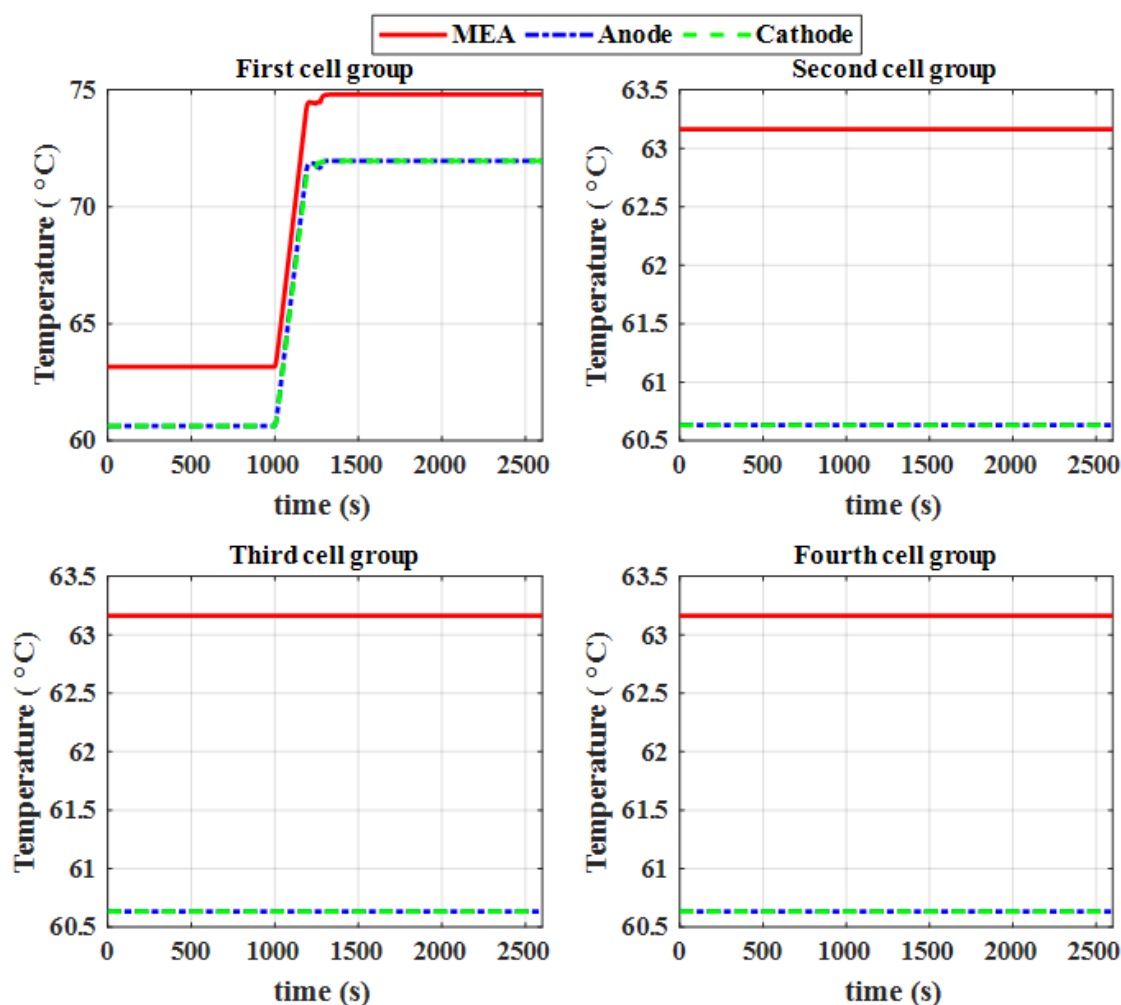 MEA Anode Cathode
First cell group
75
70
65
60
Temperature ( °C)
0 500 1000 1500 2000 2500
time (s)
Second cell group
63.5
63
62.5
62
61.5
61
60.5
Temperature ( °C)
0 500 1000 1500 2000 2500
time (s)
Third cell group
63.5
63
62.5
62
61.5
61
60.5
Temperature ( °C)
0 500 1000 1500 2000 2500
time (s)
Fourth cell group
63.5
63
62.5
62
61.5
61
60.5
Temperature ( °C)
0 500 1000 1500 2000 2500
time (s)